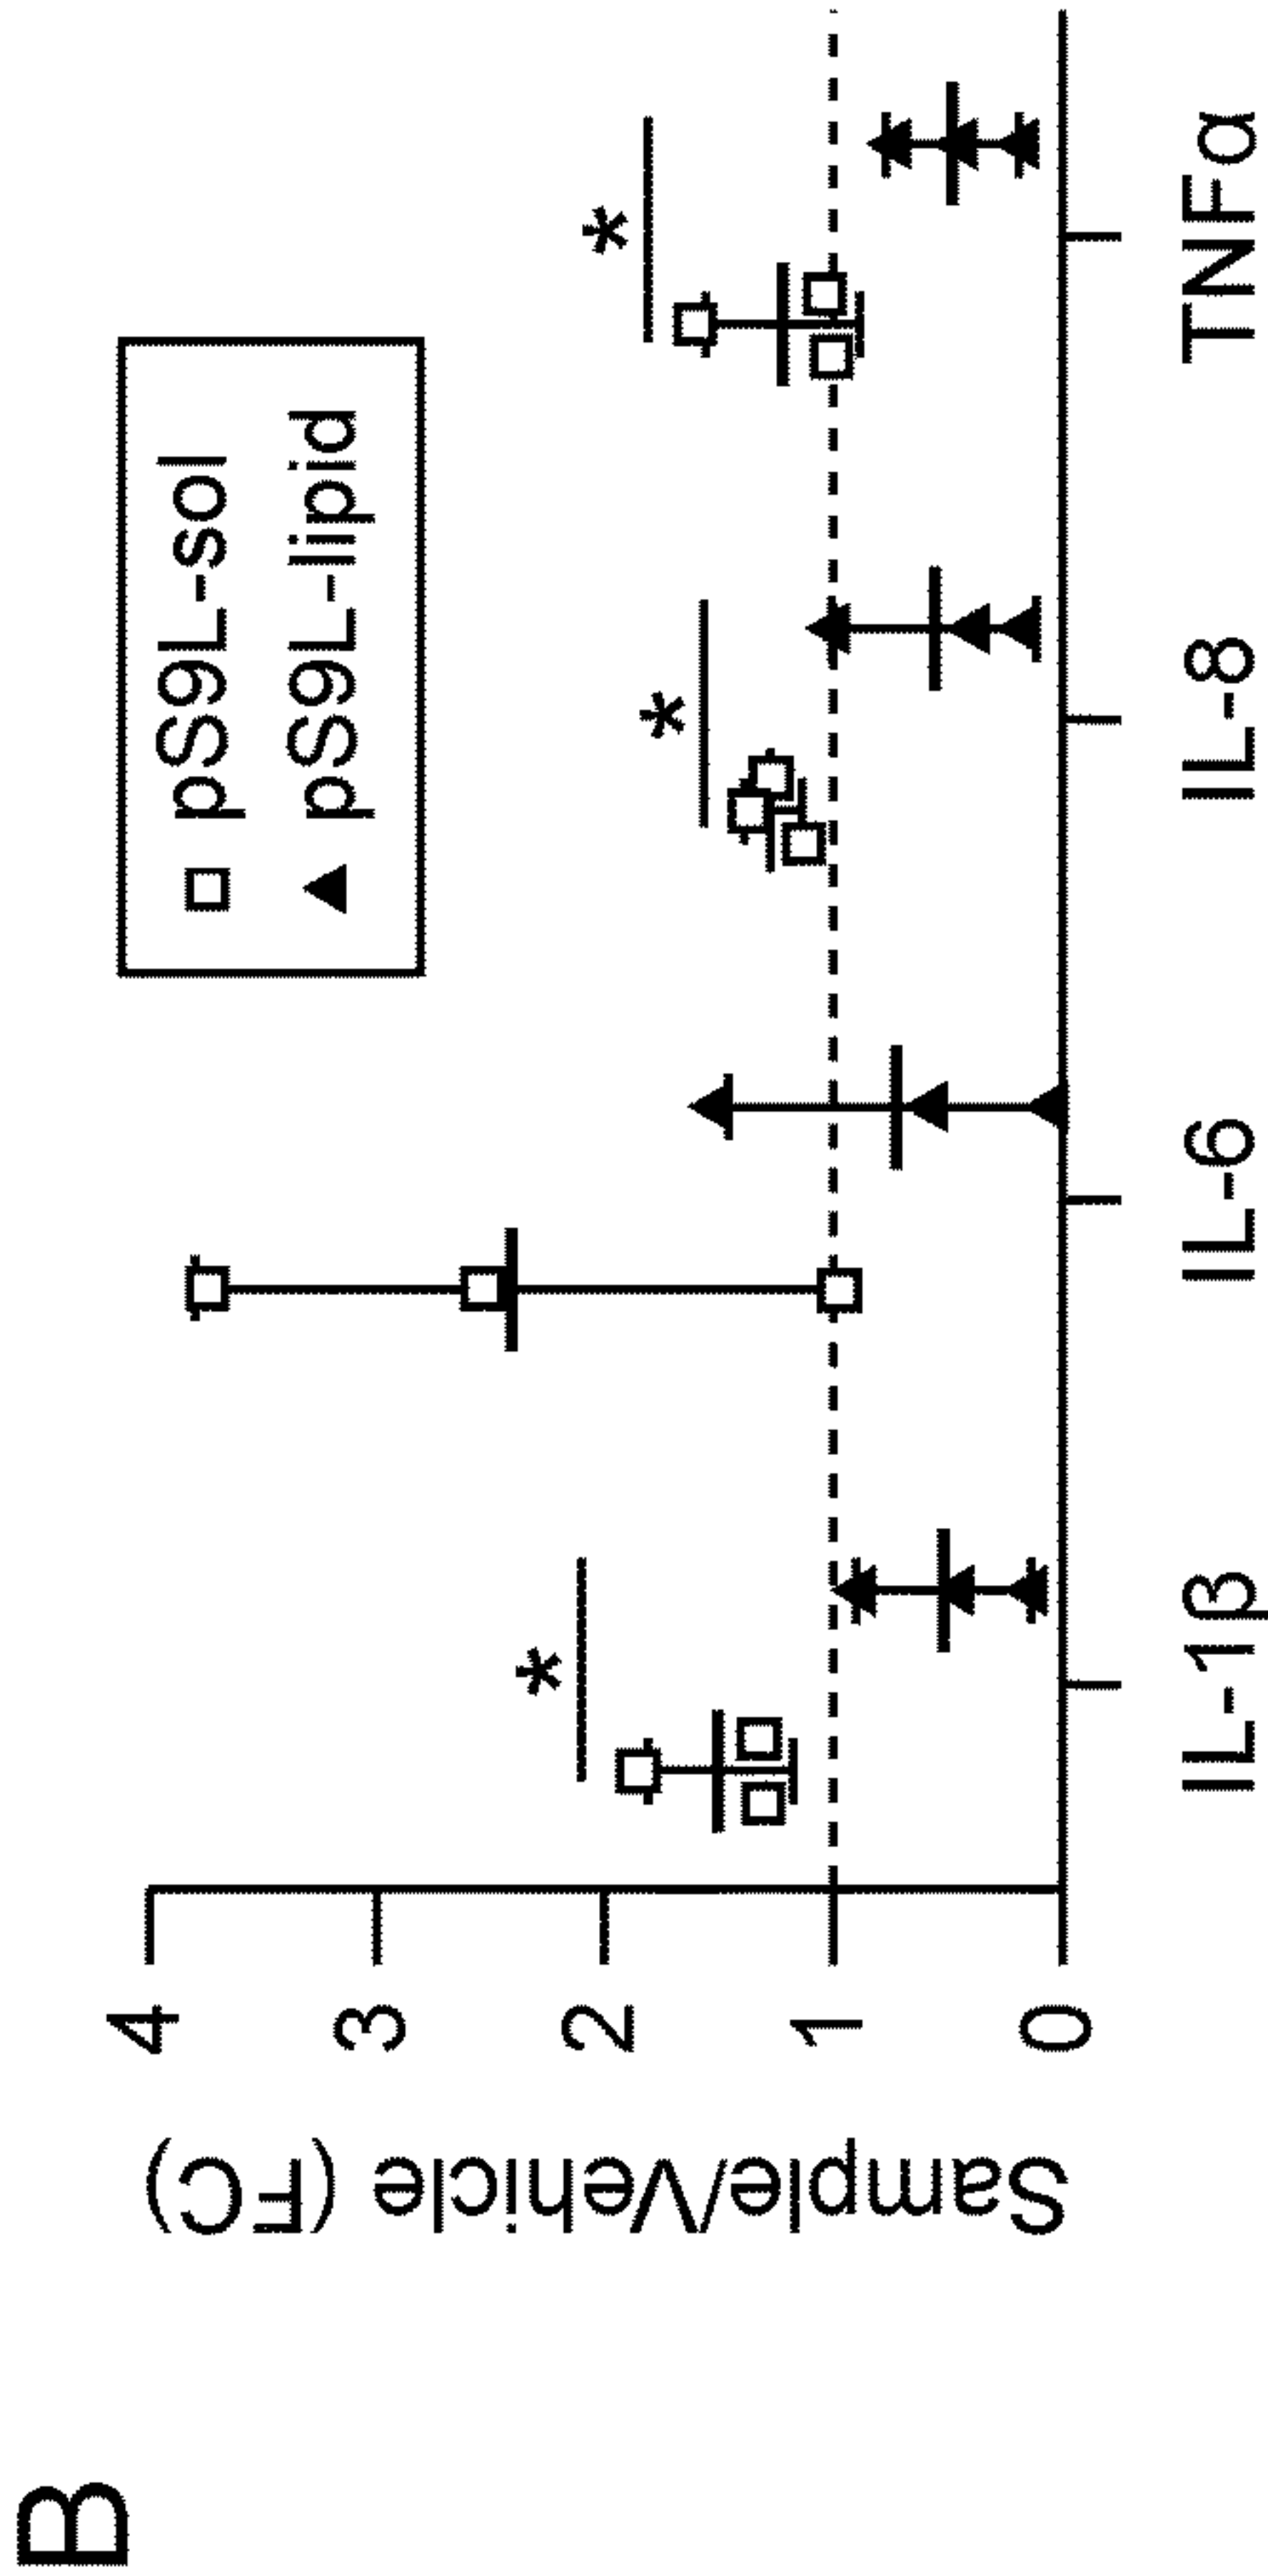 B
Sample/Vehicle (FC)
4
3
2
1
0
pS9L-sol
pS9L-lipid
*
*
*
IL-1β
IL-6
IL-8
TNFα